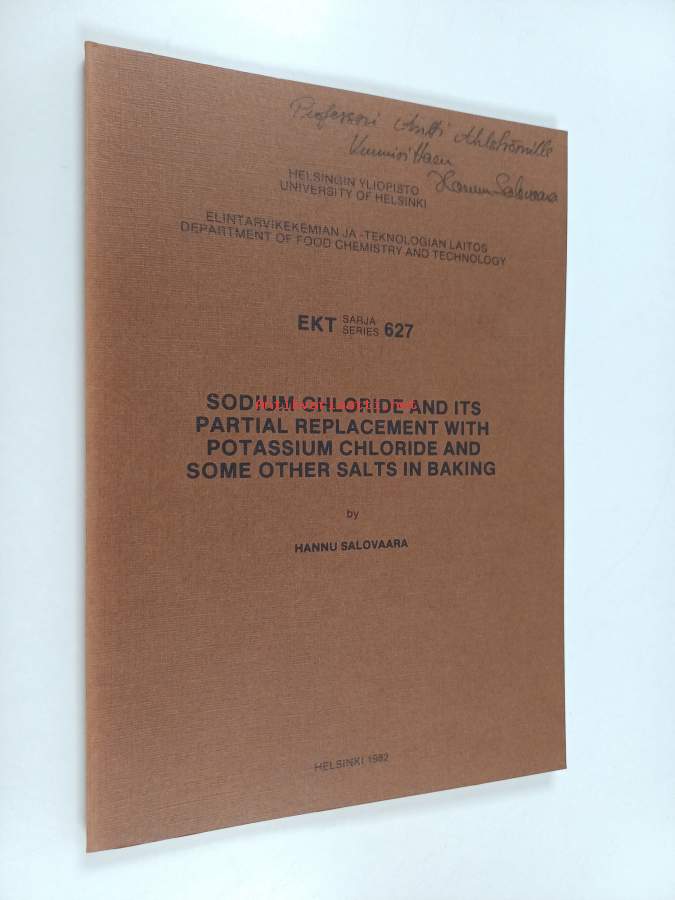 Professori Antti Ahlströmille
Kunnioittaen
Hannu Salovaara
HELSINGIN YLIOPISTO
UNIVERSITY OF HELSINKI
ELINTARVIKEKEMIAN JA -TEKNOLOGIAN LAITOS
DEPARTMENT OF FOOD CHEMISTRY AND TECHNOLOGY
EKT SARJA SERIES 627
SODIUM CHLORIDE AND ITS
PARTIAL REPLACEMENT WITH
POTASSIUM CHLORIDE AND
SOME OTHER SALTS IN BAKING
by
HANNU SALOVAARA
HELSINKI 1982